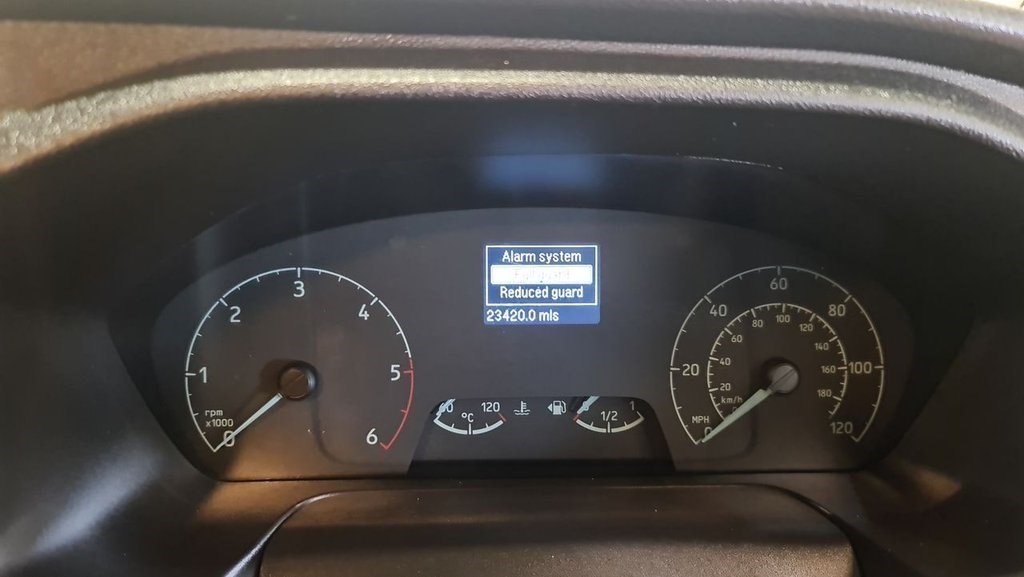 Alarm system
Full guard
Reduced guard
23420.0 mls
0 1 2 3 4 5 6
rpm
x1000
120
°C
1/2
1
0 20 40 60 80 100 120
MPH
20 40 60 80 100 120 140 160 180
km/h